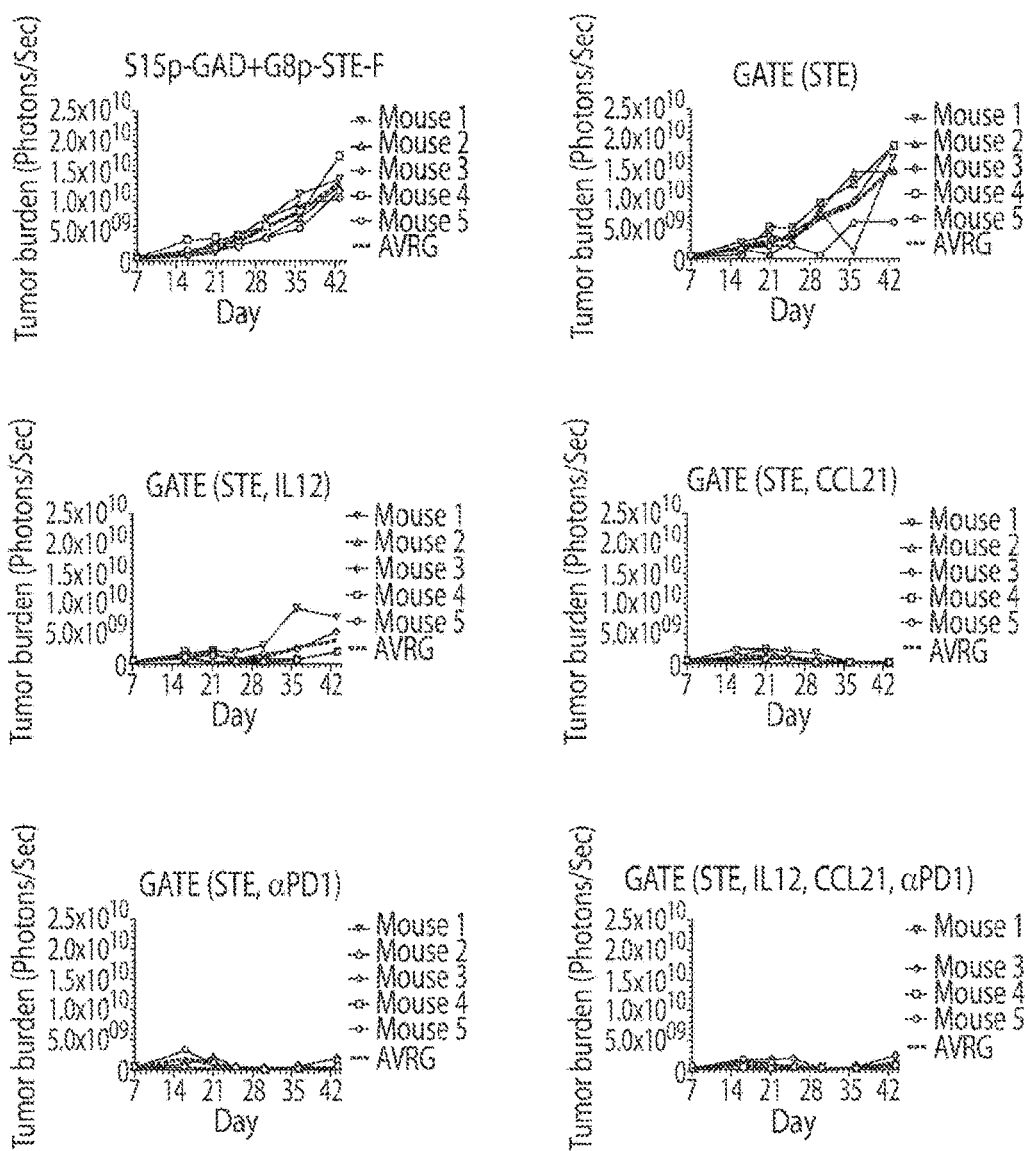 S15p-GAD+G8p-STE-F
Tumor burden (Photons/Sec)
2.5x10^10
2.0x10^10
1.5x10^10
1.0x10^10
5.0x10^09
0
7 14 21 28 35 42
Day
Mouse 1
Mouse 2
Mouse 3
Mouse 4
Mouse 5
AVRG
GATE (STE)
Tumor burden (Photons/Sec)
2.5x10^10
2.0x10^10
1.5x10^10
1.0x10^10
5.0x10^09
0
7 14 21 28 35 42
Day
Mouse 1
Mouse 2
Mouse 3
Mouse 4
Mouse 5
AVRG
GATE (STE, IL12)
Tumor burden (Photons/Sec)
2.5x10^10
2.0x10^10
1.5x10^10
1.0x10^10
5.0x10^09
0
7 14 21 28 35 42
Day
Mouse 1
Mouse 2
Mouse 3
Mouse 4
Mouse 5
AVRG
GATE (STE, CCL21)
Tumor burden (Photons/Sec)
2.5x10^10
2.0x10^10
1.5x10^10
1.0x10^10
5.0x10^09
0
7 14 21 28 35 42
Day
Mouse 1
Mouse 2
Mouse 3
Mouse 4
Mouse 5
AVRG
GATE (STE, αPD1)
Tumor burden (Photons/Sec)
2.5x10^10
2.0x10^10
1.5x10^10
1.0x10^10
5.0x10^09
0
7 14 21 28 35 42
Day
Mouse 1
Mouse 2
Mouse 3
Mouse 4
Mouse 5
AVRG
GATE (STE, IL12, CCL21, αPD1)
Tumor burden (Photons/Sec)
2.5x10^10
2.0x10^10
1.5x10^10
1.0x10^10
5.0x10^09
0
7 14 21 28 35 42
Day
Mouse 1
Mouse 3
Mouse 4
Mouse 5
AVRG